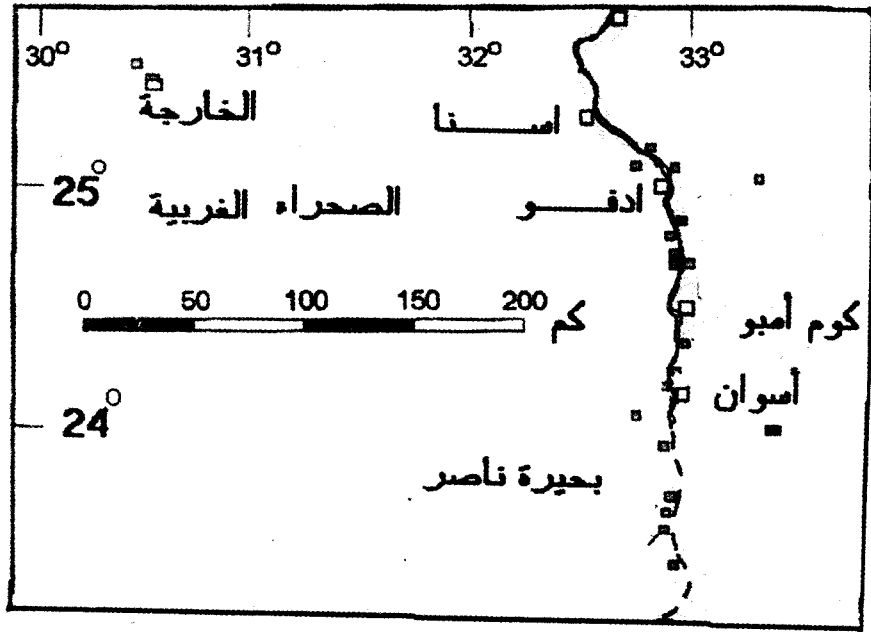 30° 31° 32° 33°
الخارجة
اسنا
25°
الصحراء الغربية
ادفو
0 50 100 150 200
كم
كوم أمبو
أسوان
24°
بحيرة ناصر